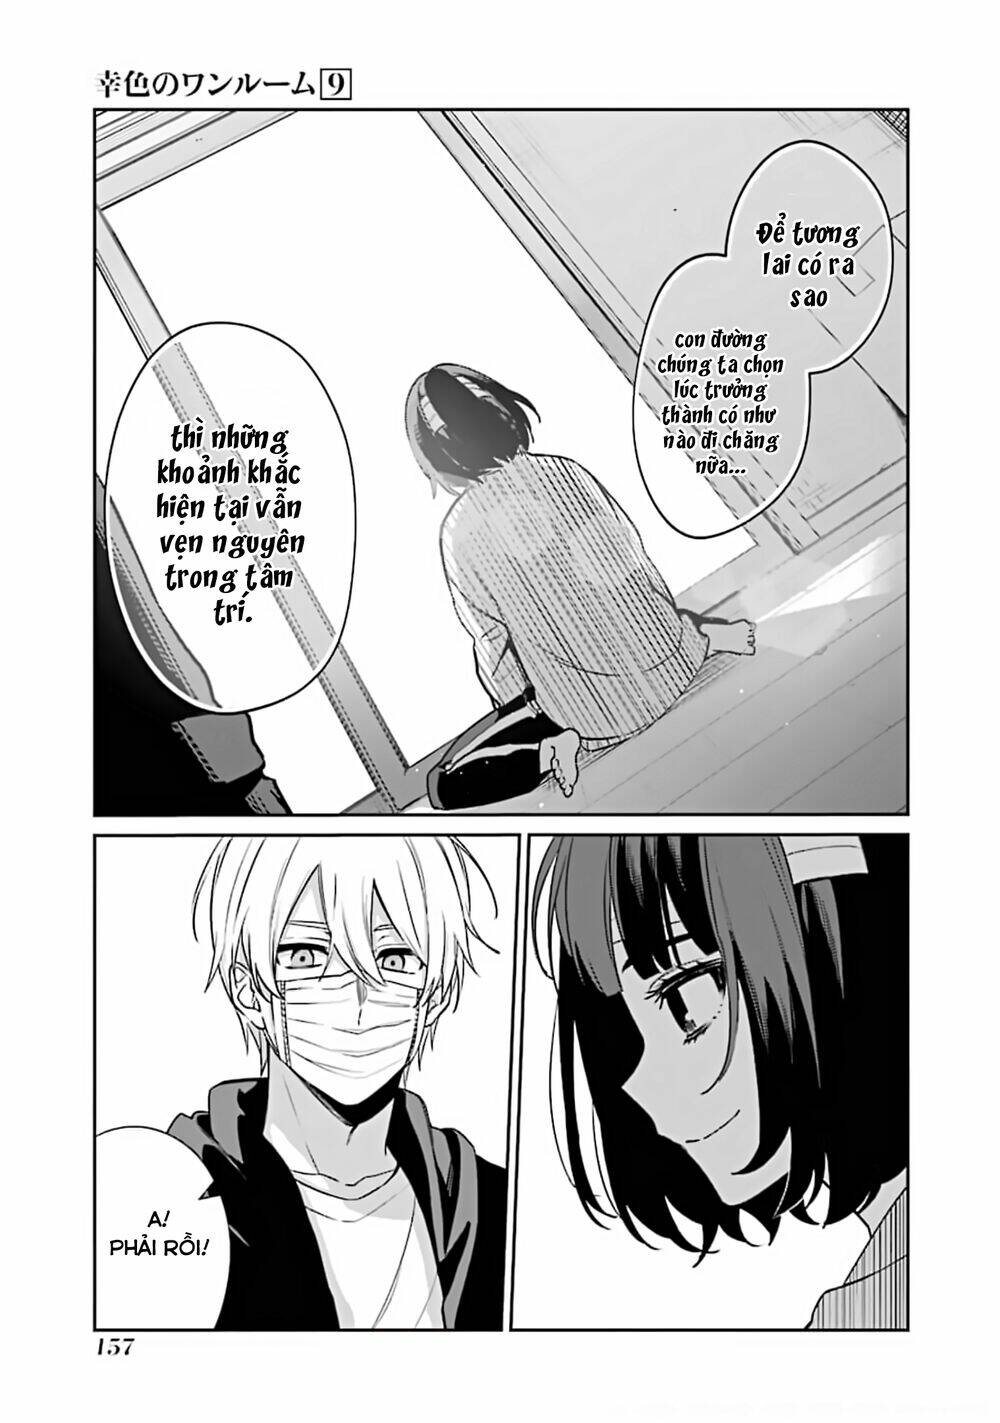 幸色のワンルーム 9
Để tương
lai có ra
sao
con đường
chúng ta chọn
lúc trưởng
thành có như
nào đi chăng
nữa...
thì những
khoảnh khắc
hiện tại vẫn
vẹn nguyên
trong tâm
trí.
A!
PHẢI RỒI!
157